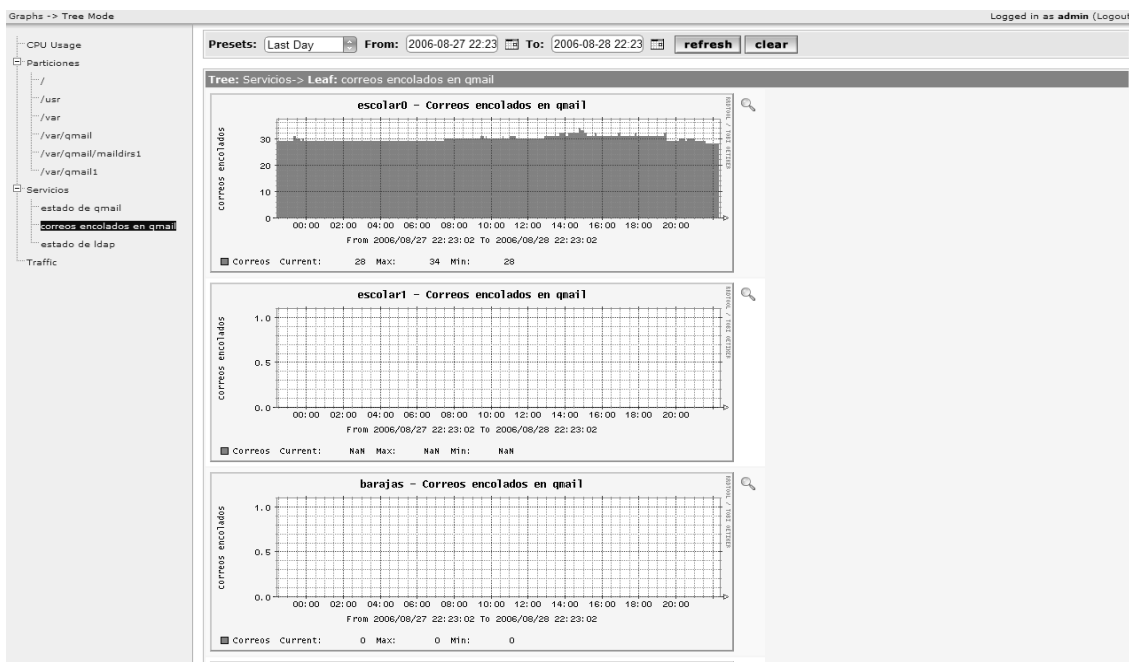 Graphs -> Tree Mode
Logged in as admin (Logout
CPU Usage
Particiones
/
/usr
/var
/var/qmail
/var/qmail/maildirs1
/var/qmail1
Servicios
estado de qmail
correos encolados en qmail
estado de ldap
Traffic
Presets: Last Day From: 2006-08-27 22:23 To: 2006-08-28 22:23 refresh clear
Tree: Servicios-> Leaf: correos encolados en qmail
escolar0 - Correos encolados en qmail
RRDTOOL / TOBI OETIKER
correos encolados
30
20
10
0
00:00 02:00 04:00 06:00 08:00 10:00 12:00 14:00 16:00 18:00 20:00
From 2006/08/27 22:23:02 To 2006/08/28 22:23:02
Correos Current: 28 Max: 34 Min: 28
escolar1 - Correos encolados en qmail
RRDTOOL / TOBI OETIKER
correos encolados
1.0
0.5
0.0
00:00 02:00 04:00 06:00 08:00 10:00 12:00 14:00 16:00 18:00 20:00
From 2006/08/27 22:23:02 To 2006/08/28 22:23:02
Correos Current: NaN Max: NaN Min: NaN
barajas - Correos encolados en qmail
RRDTOOL / TOBI OETIKER
correos encolados
1.0
0.5
0.0
00:00 02:00 04:00 06:00 08:00 10:00 12:00 14:00 16:00 18:00 20:00
From 2006/08/27 22:23:02 To 2006/08/28 22:23:02
Correos Current: 0 Max: 0 Min: 0